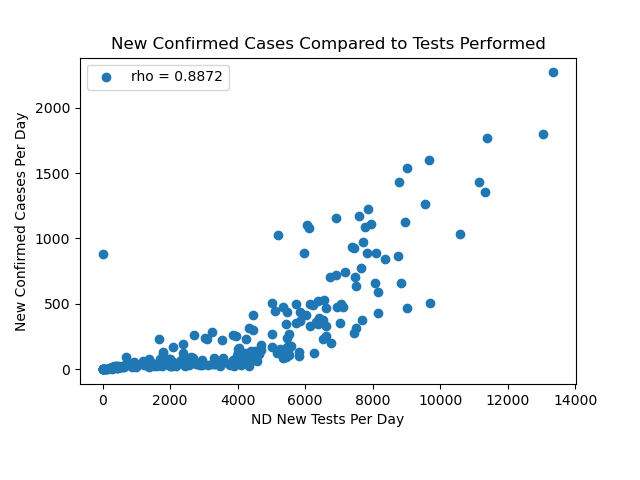 New Confirmed Cases Compared to Tests Performed
rho = 0.8872
New Confirmed Caeses Per Day
2000
1500
1000
500
0
0 2000 4000 6000 8000 10000 12000 14000
ND New Tests Per Day